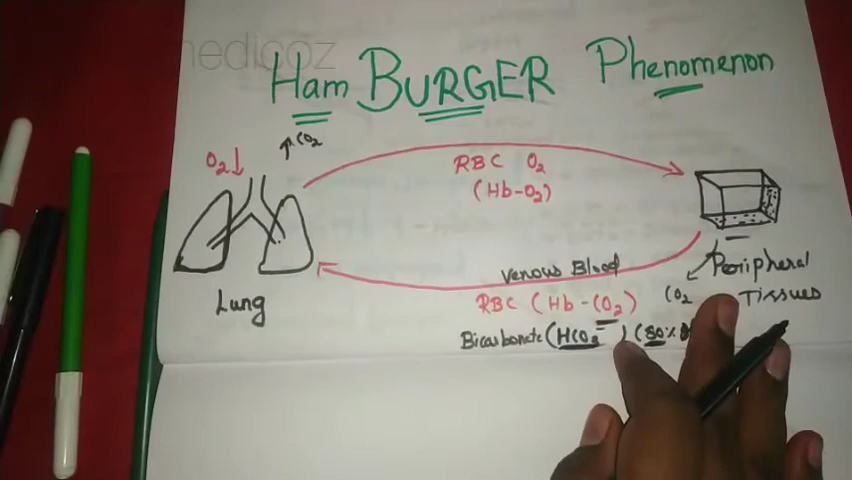 medicoz
Ham BURGER Phenomenon
↑CO₂
O₂↓
RBC O₂
(Hb-O₂)
Venous Blood
RBC (Hb-CO₂)
Bicarbonate (HCO₃⁻) (80%
Lung
Peripheral
Tissues
CO₂